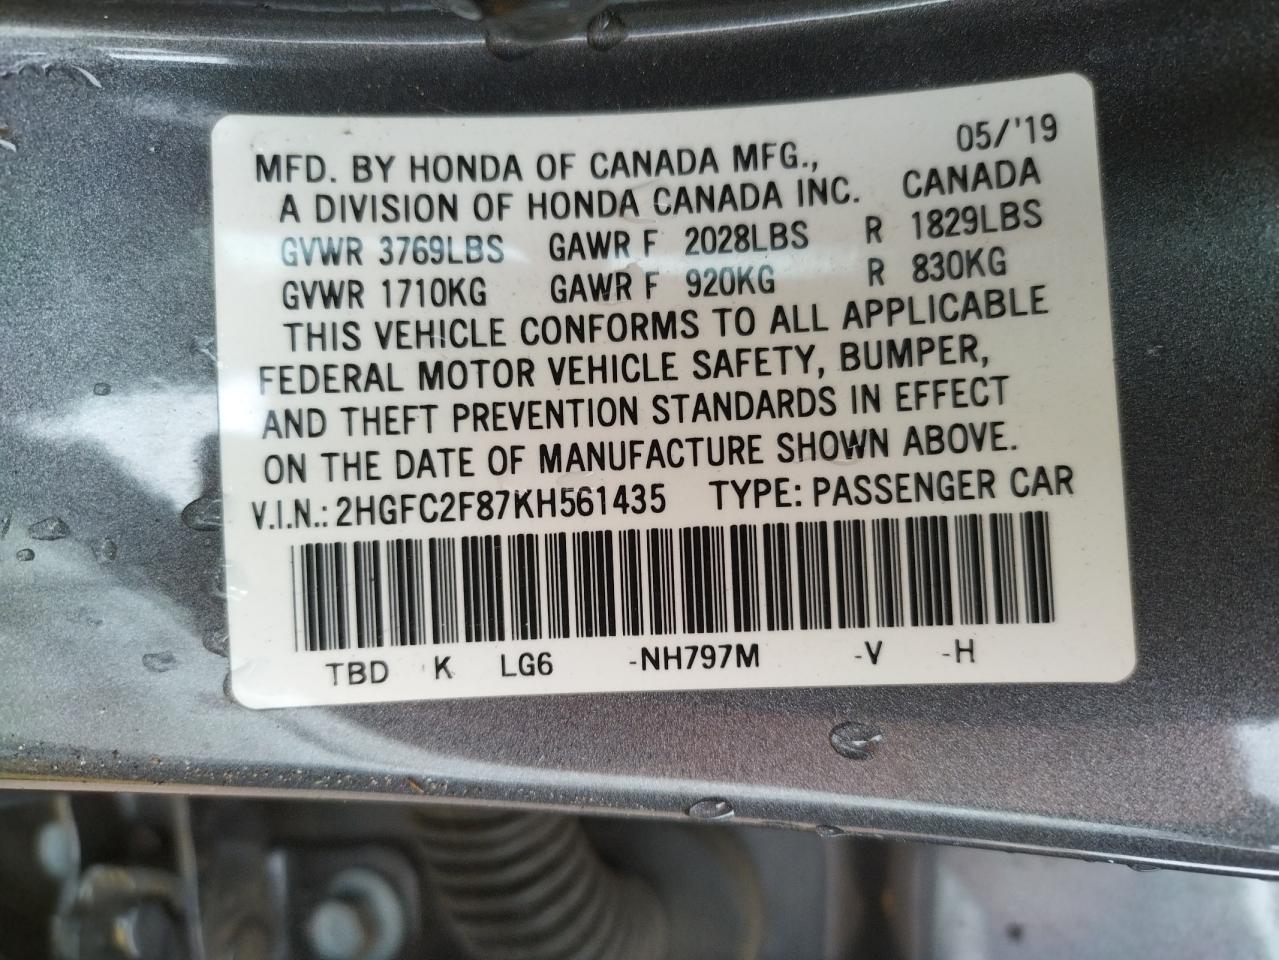 05/'19
MFD. BY HONDA OF CANADA MFG.,
A DIVISION OF HONDA CANADA INC. CANADA
GVWR 3769LBS GAWR F 2028LBS R 1829LBS
GVWR 1710KG GAWR F 920KG R 830KG
THIS VEHICLE CONFORMS TO ALL APPLICABLE
FEDERAL MOTOR VEHICLE SAFETY, BUMPER,
AND THEFT PREVENTION STANDARDS IN EFFECT
ON THE DATE OF MANUFACTURE SHOWN ABOVE.
V.I.N.: 2HGFC2F87KH561435 TYPE: PASSENGER CAR
TBD K LG6 -NH797M -V -H